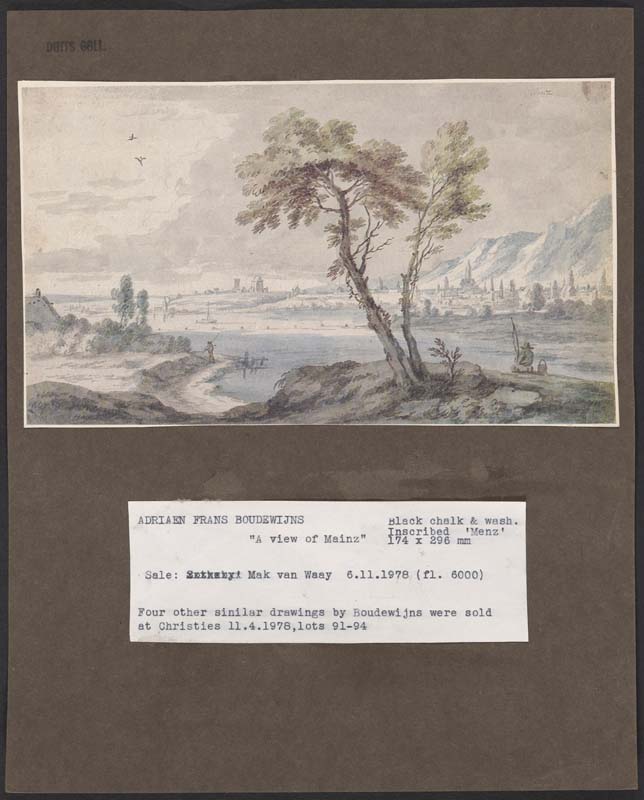 DUITS COLL.
ADRIAEN FRANS BOUDEWIJNS
Black chalk & wash.
"A view of Mainz"
Inscribed 'Menz'
174 x 296 mm
Sale: Mak van Waay 6.11.1978 (fl. 6000)
Four other sinilar drawings by Boudewijns were sold
at Christies 11.4.1978,lots 91-94